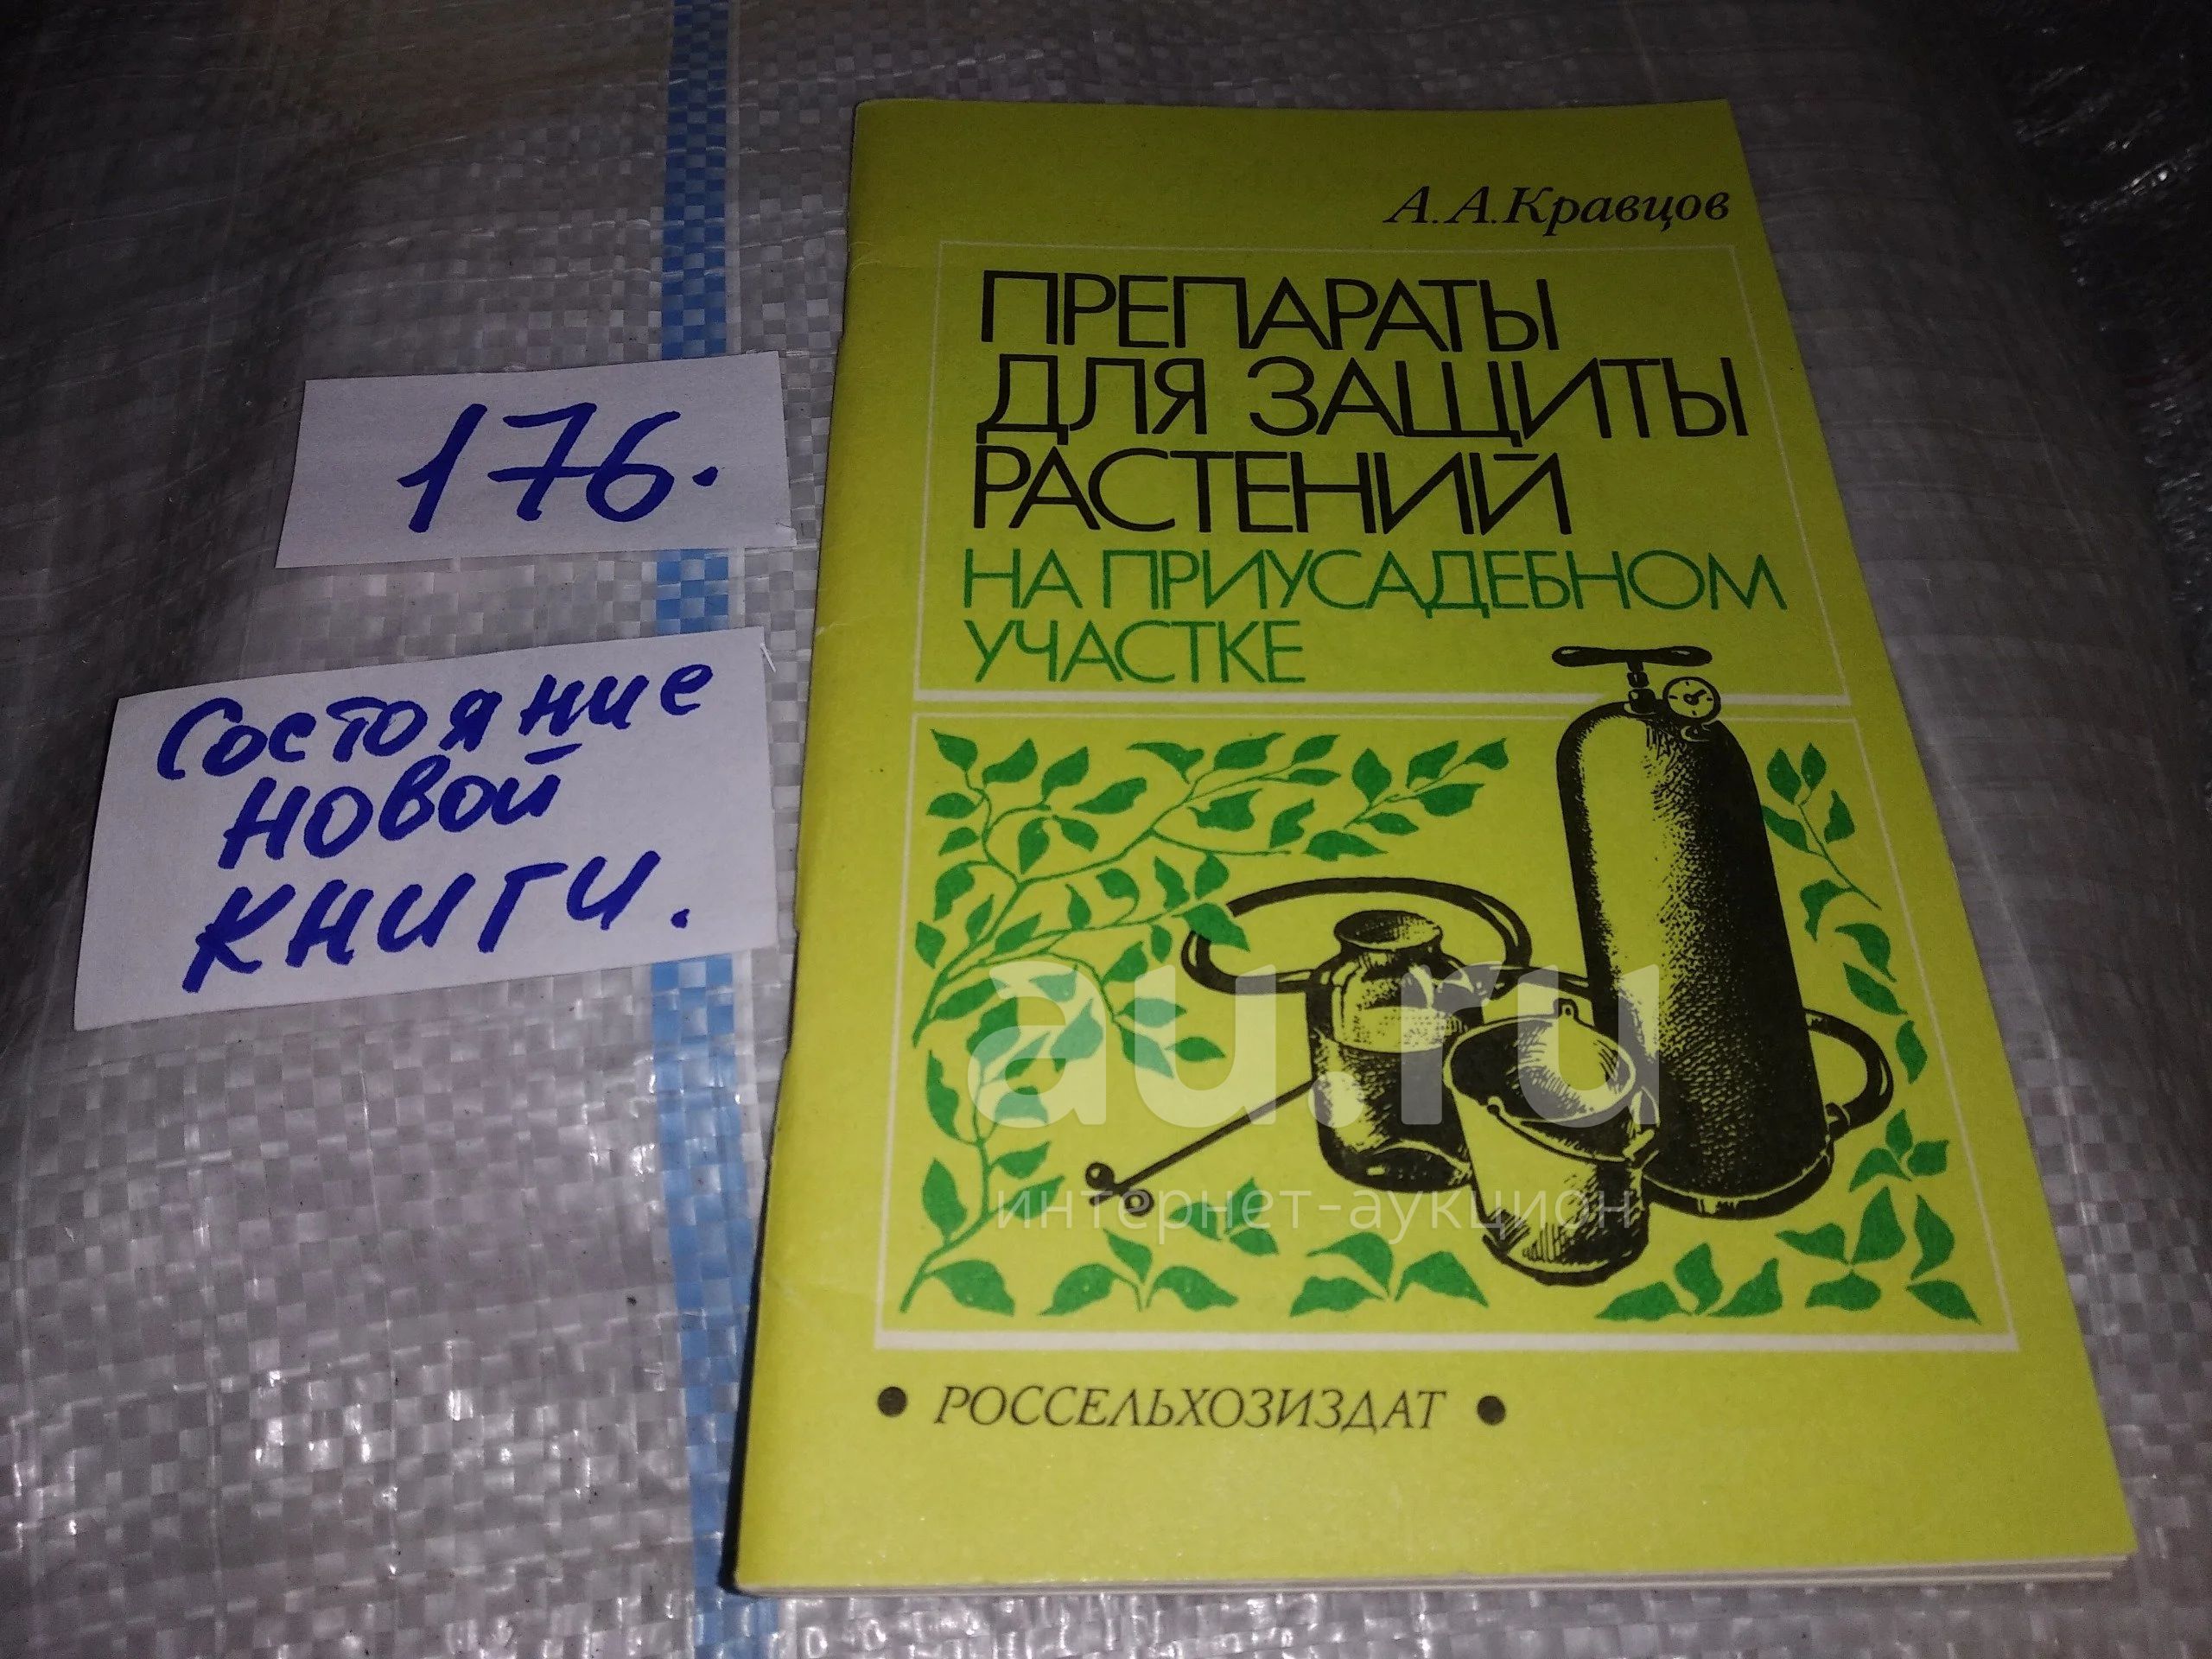 176.
Состояние
новой
книги.
А.А.Кравцов
ПРЕПАРАТЫ
ДЛЯ ЗАЩИТЫ
РАСТЕНИЙ
НА ПРИУСАДЕБНОМ
УЧАСТКЕ
au.ru
интернет-аукцион
• РОССЕЛЬХОЗИЗДАТ •